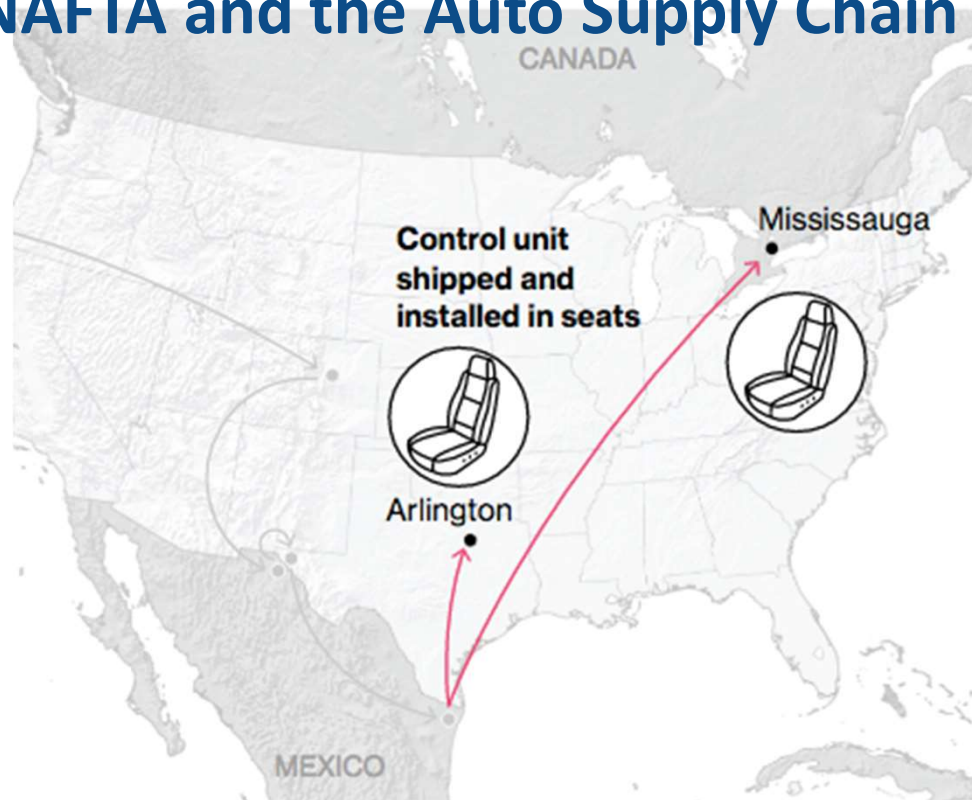 NAFTA and the Auto Supply Chain
CANADA
Mississauga
Control unit
shipped and
installed in seats
Arlington
MEXICO